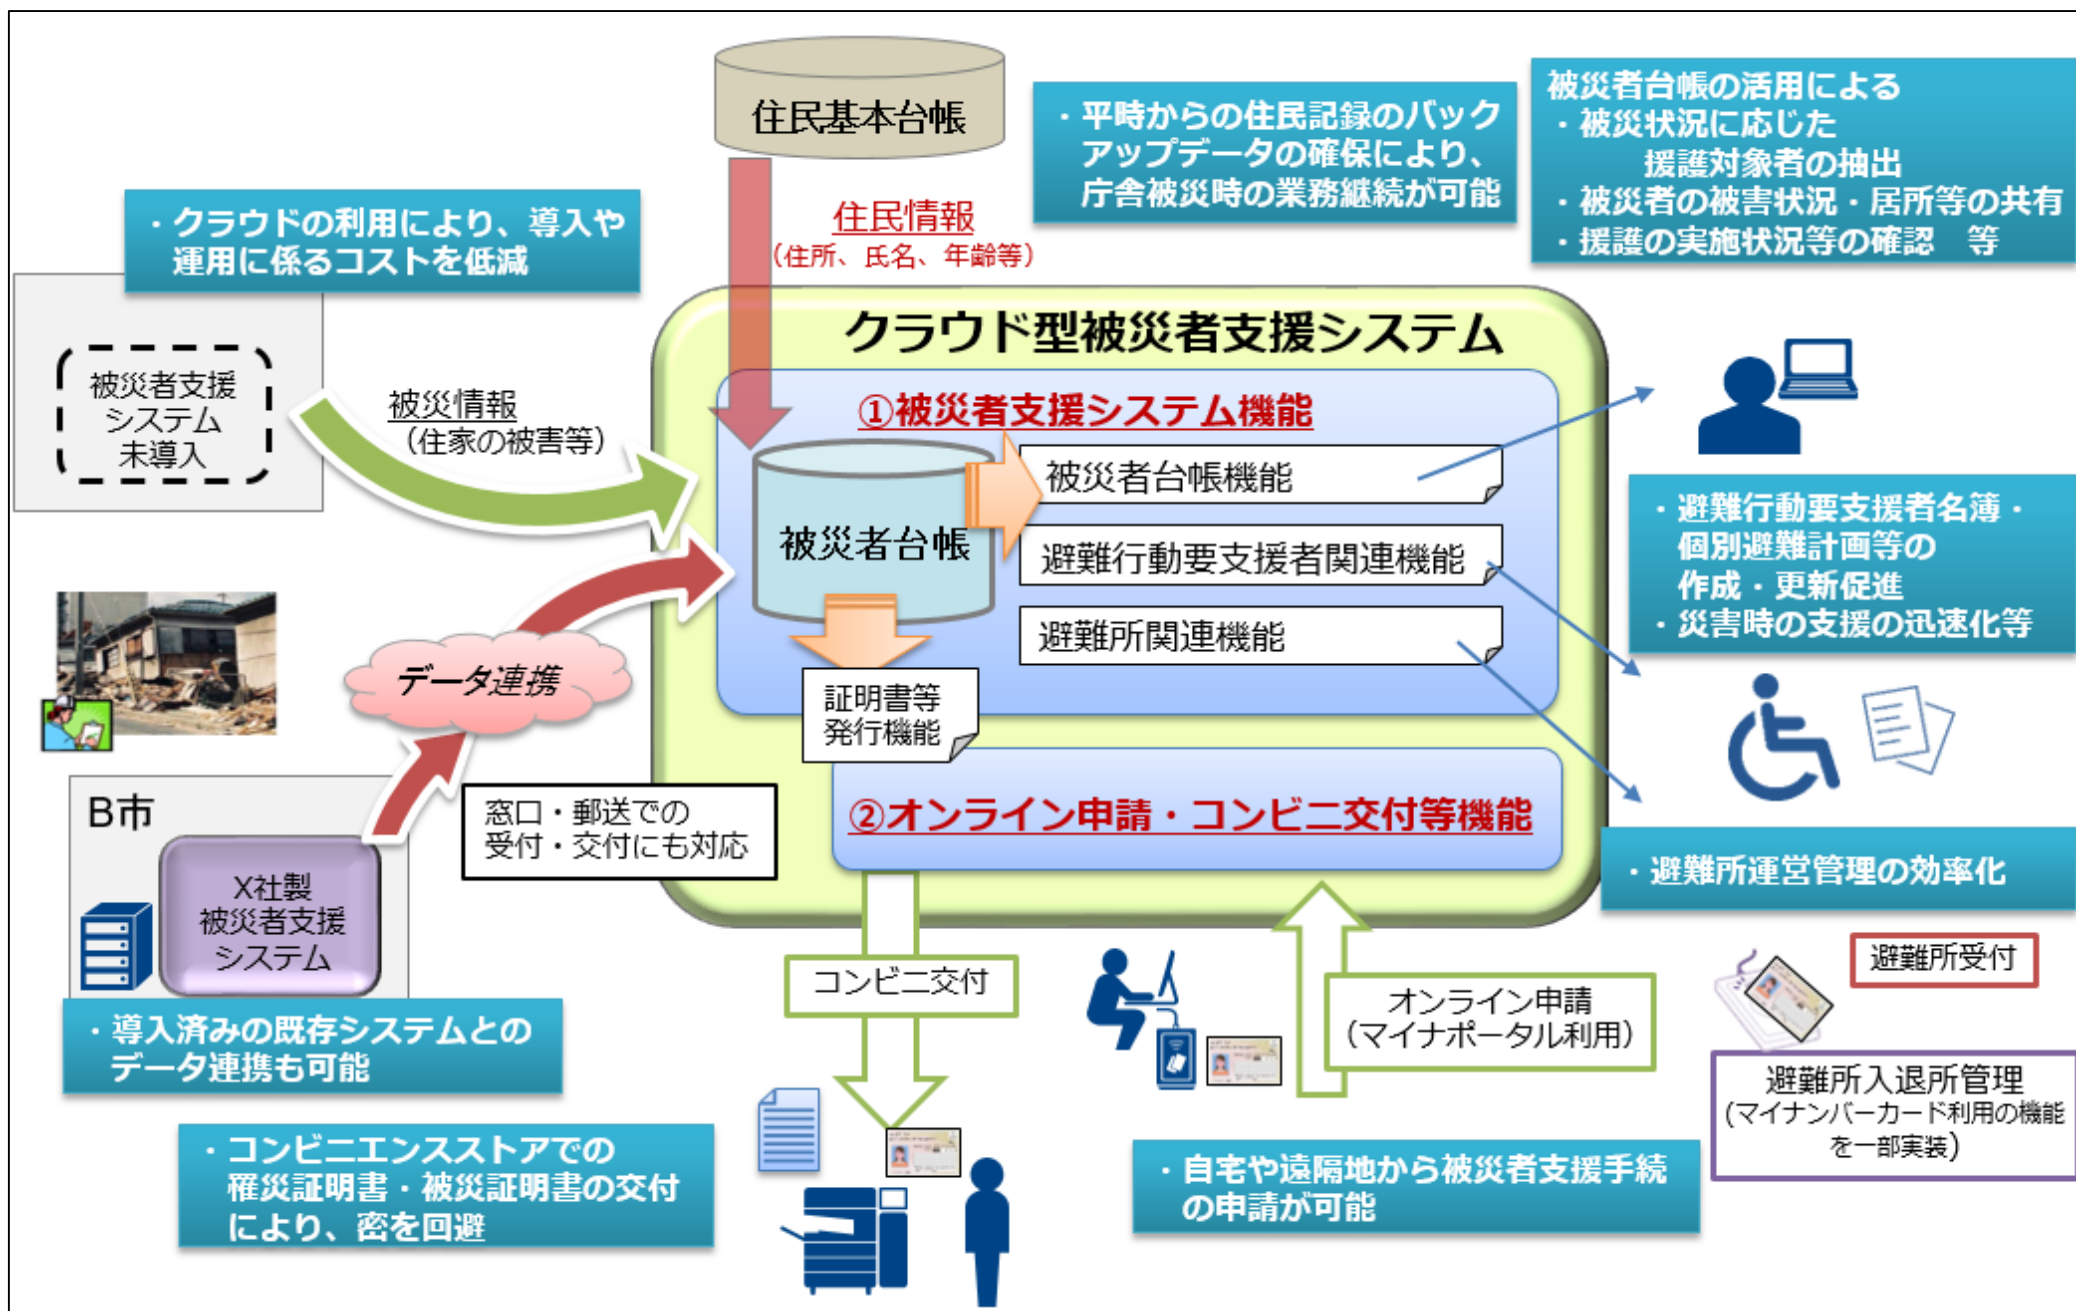 住民基本台帳
・平時からの住民記録のバック
アップデータの確保により、
庁舎被災時の業務継続が可能
被災者台帳の活用による
・被災状況に応じた
援護対象者の抽出
・被災者の被害状況・居所等の共有
・援護の実施状況等の確認　等
・クラウドの利用により、導入や
運用に係るコストを低減
住民情報
（住所、氏名、年齢等）
被災者支援
システム
未導入
被災情報
（住家の被害等）
クラウド型被災者支援システム
①被災者支援システム機能
被災者台帳
被災者台帳機能
避難行動要支援者関連機能
避難所関連機能
証明書等
発行機能
・避難行動要支援者名簿・
個別避難計画等の
作成・更新促進
・災害時の支援の迅速化等
データ連携
B市
X社製
被災者支援
システム
窓口・郵送での
受付・交付にも対応
②オンライン申請・コンビニ交付等機能
・避難所運営管理の効率化
・導入済みの既存システムとの
データ連携も可能
コンビニ交付
オンライン申請
（マイナポータル利用）
避難所受付
避難所入退所管理
(マイナンバーカード利用の機能
を一部実装)
・コンビニエンスストアでの
罹災証明書・被災証明書の交付
により、密を回避
・自宅や遠隔地から被災者支援手続
の申請が可能